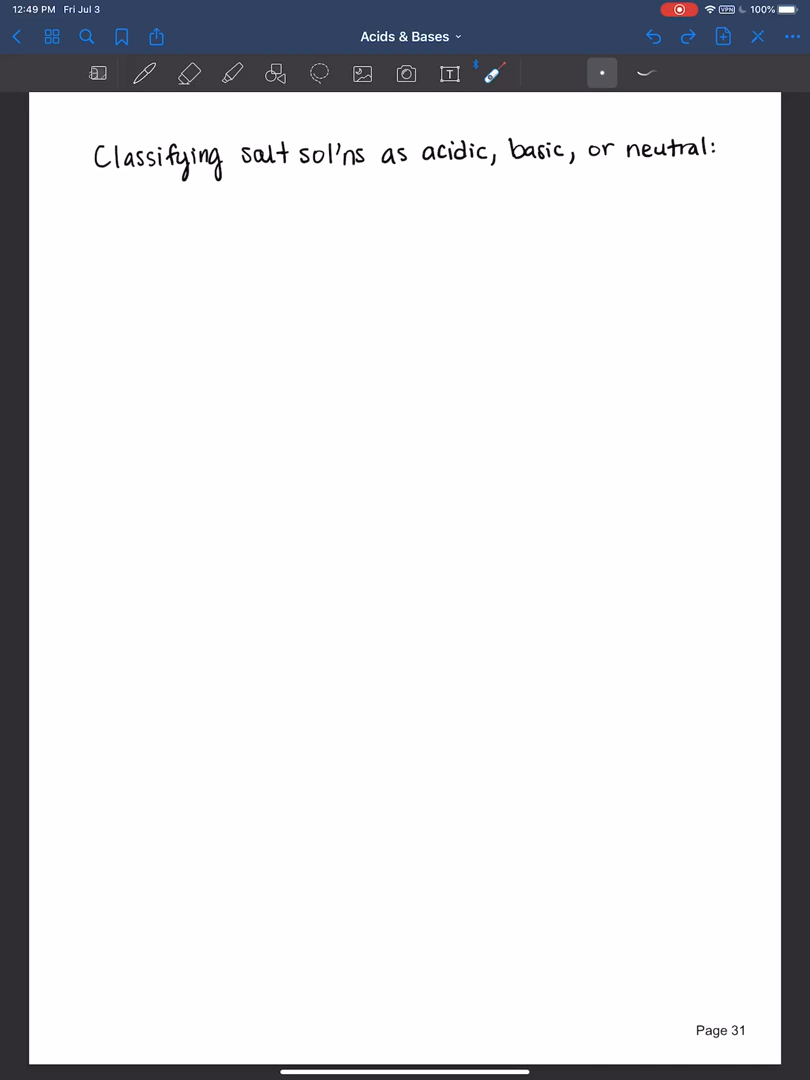 12:49 PM Fri Jul 3
VPN 100%
Acids & Bases
T
Classifying salt sol'ns as acidic, basic, or neutral:
Page 31